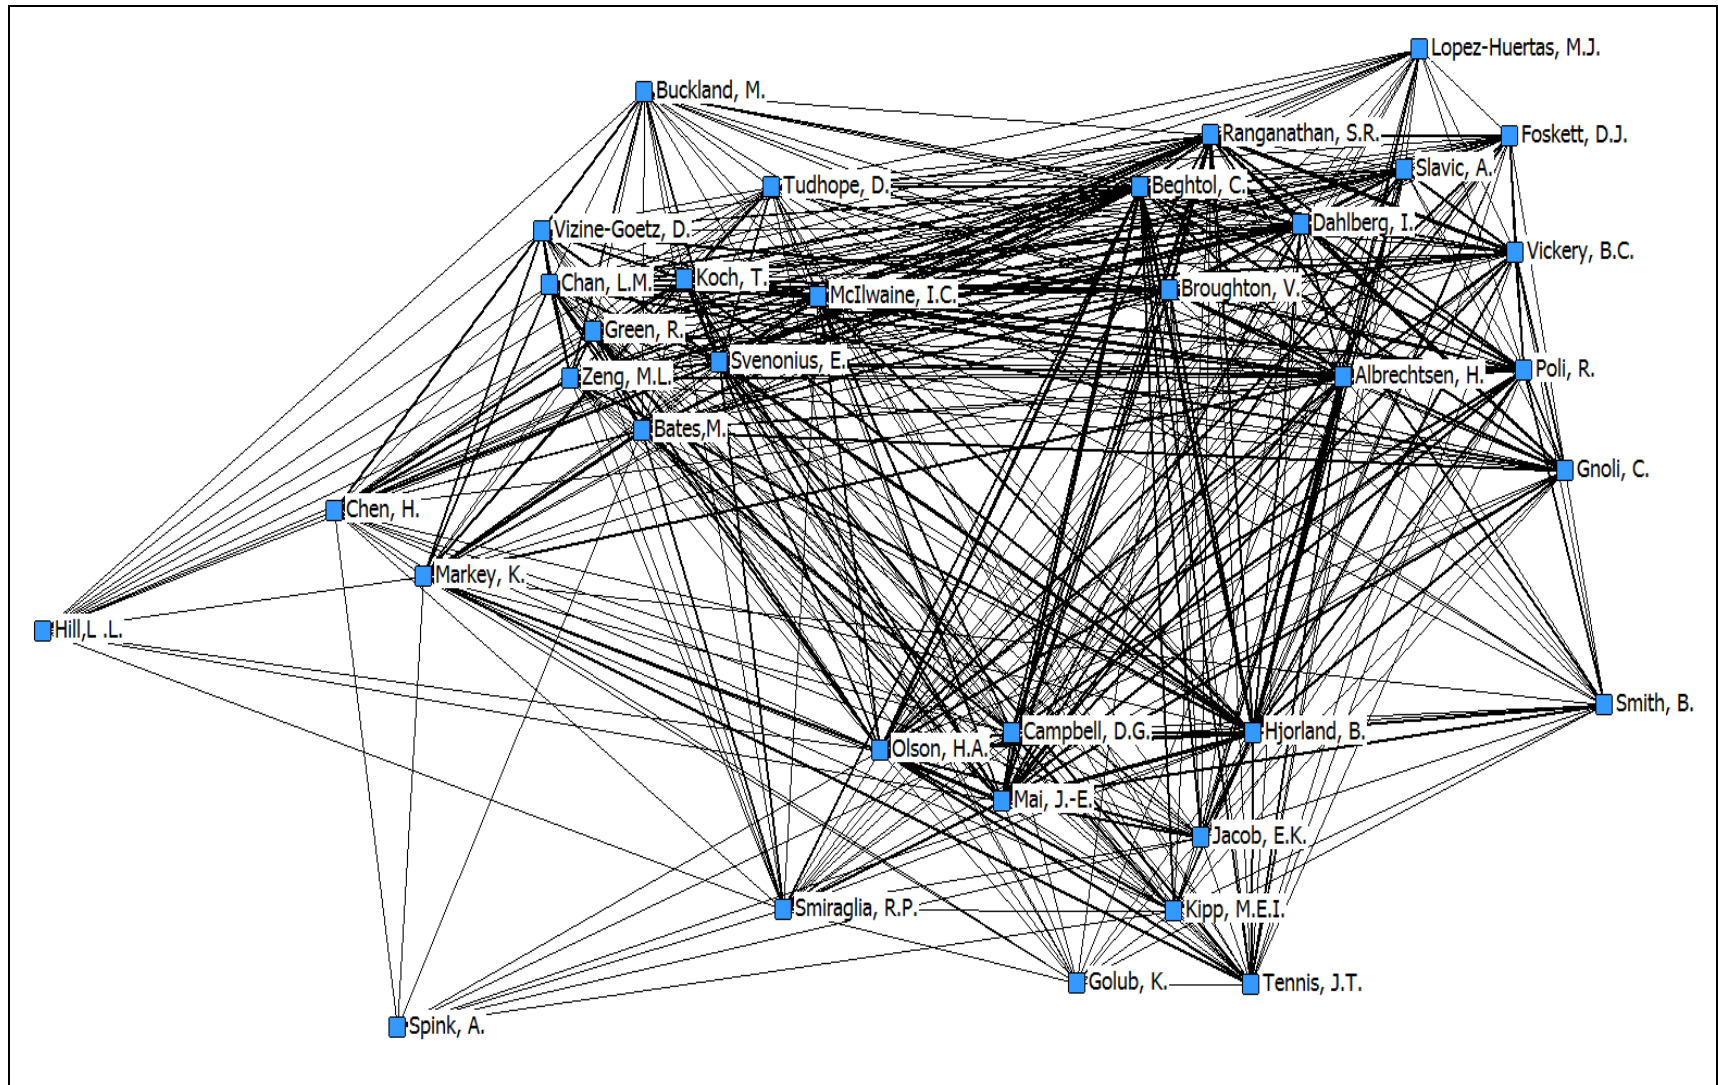 Lopez-Huertas, M.J.
Buckland, M.
Ranganathan, S.R.
Foskett, D.J.
Slavic, A.
Tudhope, D.
Beghtol, C.
Dahlberg, I.
Vizine-Goetz, D.
Vickery, B.C.
Chan, L.M.
Koch, T.
McIlwaine, I.C.
Broughton, V.
Green, R.
Svenonius, E.
Zeng, M.L.
Albrechtsen, H.
Poli, R.
Bates,M.
Gnoli, C.
Chen, H.
Markey, K.
Hill,L .L.
Smith, B.
Campbell, D.G.
Hjorland, B.
Olson, H.A.
Mai, J.-E.
Jacob, E.K.
Smiraglia, R.P.
Kipp, M.E.I.
Golub, K.
Tennis, J.T.
Spink, A.